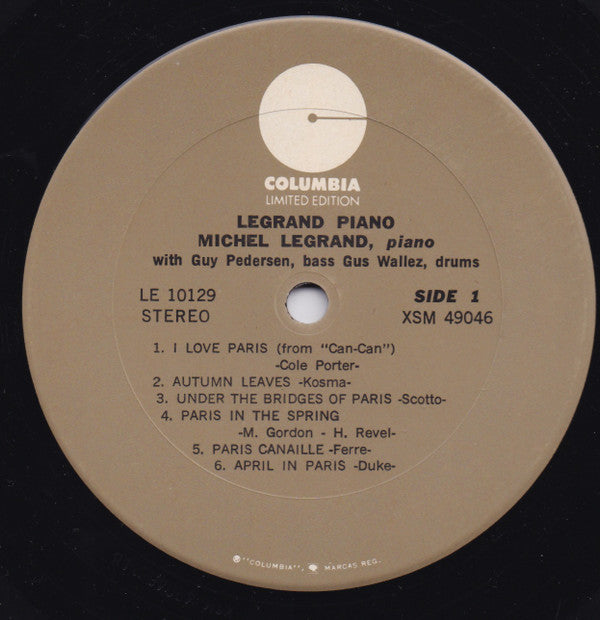 COLUMBIA
LIMITED EDITION
LEGRAND PIANO
MICHEL LEGRAND, piano
with Guy Pedersen, bass Gus Wallez, drums
LE 10129 SIDE 1
STEREO XSM 49046
1. I LOVE PARIS (from "Can-Can")
-Cole Porter-
2. AUTUMN LEAVES -Kosma-
3. UNDER THE BRIDGES OF PARIS -Scotto-
4. PARIS IN THE SPRING
-M. Gordon - H. Revel-
5. PARIS CANAILLE -Ferre-
6. APRIL IN PARIS -Duke-
® "COLUMBIA", MARCAS REG.